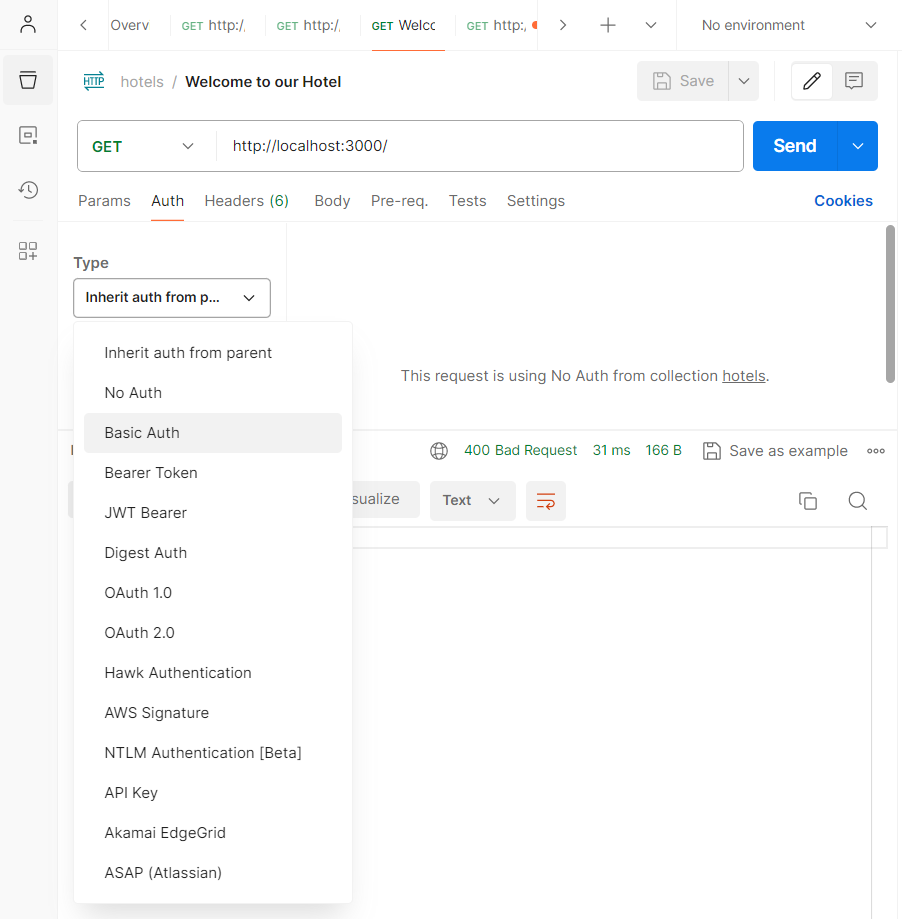 Overv
GET http:/,
GET http:/,
GET Welcc
GET http:,
No environment
HTTP
hotels / Welcome to our Hotel
Save
GET
http://localhost:3000/
Send
Params
Auth
Headers (6)
Body
Pre-req.
Tests
Settings
Cookies
Type
Inherit auth from p...
Inherit auth from parent
No Auth
Basic Auth
Bearer Token
JWT Bearer
Digest Auth
OAuth 1.0
OAuth 2.0
Hawk Authentication
AWS Signature
NTLM Authentication [Beta]
API Key
Akamai EdgeGrid
ASAP (Atlassian)
This request is using No Auth from collection hotels.
400 Bad Request 31 ms 166 B
Save as example
sualize
Text